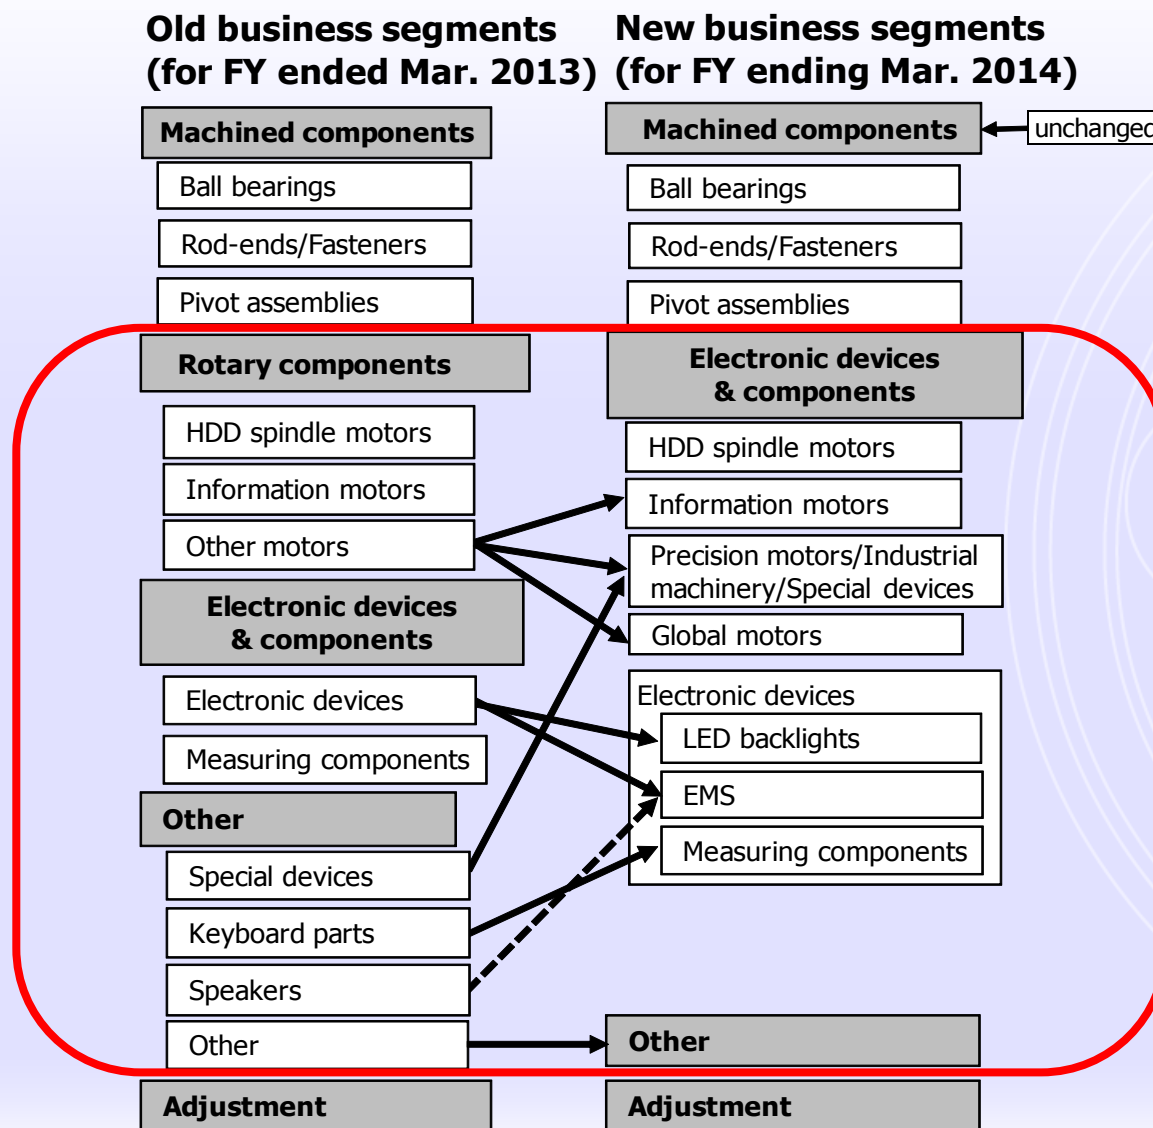 Old business segments
(for FY ended Mar. 2013)
Machined components
Ball bearings
Rod-ends/Fasteners
Pivot assemblies
Rotary components
HDD spindle motors
Information motors
Other motors
Electronic devices
& components
Electronic devices
Measuring components
Other
Special devices
Keyboard parts
Speakers
Other
Adjustment
New business segments
(for FY ending Mar. 2014)
Machined components
unchanged
Ball bearings
Rod-ends/Fasteners
Pivot assemblies
Electronic devices
& components
HDD spindle motors
Information motors
Precision motors/Industrial
machinery/Special devices
Global motors
Electronic devices
LED backlights
EMS
Measuring components
Other
Adjustment